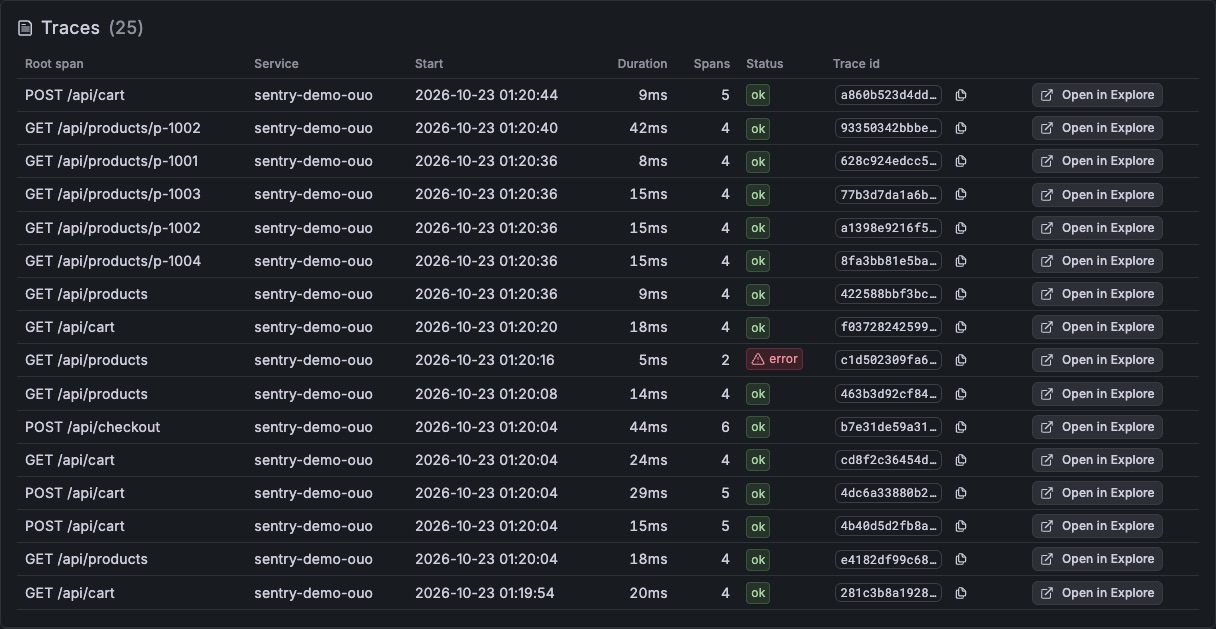 Traces (25)
Root span Service Start Duration Spans Status Trace id
POST /api/cart sentry-demo-ouo 2026-10-23 01:20:44 9ms 5 ok a860b523d4dd… Open in Explore
GET /api/products/p-1002 sentry-demo-ouo 2026-10-23 01:20:40 42ms 4 ok 93350342bbbe… Open in Explore
GET /api/products/p-1001 sentry-demo-ouo 2026-10-23 01:20:36 8ms 4 ok 628c924edcc5… Open in Explore
GET /api/products/p-1003 sentry-demo-ouo 2026-10-23 01:20:36 15ms 4 ok 77b3d7da1a6b… Open in Explore
GET /api/products/p-1002 sentry-demo-ouo 2026-10-23 01:20:36 15ms 4 ok a1398e9216f5… Open in Explore
GET /api/products/p-1004 sentry-demo-ouo 2026-10-23 01:20:36 15ms 4 ok 8fa3bb81e5ba… Open in Explore
GET /api/products sentry-demo-ouo 2026-10-23 01:20:36 9ms 4 ok 422588bbf3bc… Open in Explore
GET /api/cart sentry-demo-ouo 2026-10-23 01:20:20 18ms 4 ok f03728242599… Open in Explore
GET /api/products sentry-demo-ouo 2026-10-23 01:20:16 5ms 2 error c1d502309fa6… Open in Explore
GET /api/products sentry-demo-ouo 2026-10-23 01:20:08 14ms 4 ok 463b3d92cf84… Open in Explore
POST /api/checkout sentry-demo-ouo 2026-10-23 01:20:04 44ms 6 ok b7e31de59a31… Open in Explore
GET /api/cart sentry-demo-ouo 2026-10-23 01:20:04 24ms 4 ok cd8f2c36454d… Open in Explore
POST /api/cart sentry-demo-ouo 2026-10-23 01:20:04 29ms 5 ok 4dc6a33880b2… Open in Explore
POST /api/cart sentry-demo-ouo 2026-10-23 01:20:04 15ms 5 ok 4b40d5d2fb8a… Open in Explore
GET /api/products sentry-demo-ouo 2026-10-23 01:20:04 18ms 4 ok e4182df99c68… Open in Explore
GET /api/cart sentry-demo-ouo 2026-10-23 01:19:54 20ms 4 ok 281c3b8a1928… Open in Explore